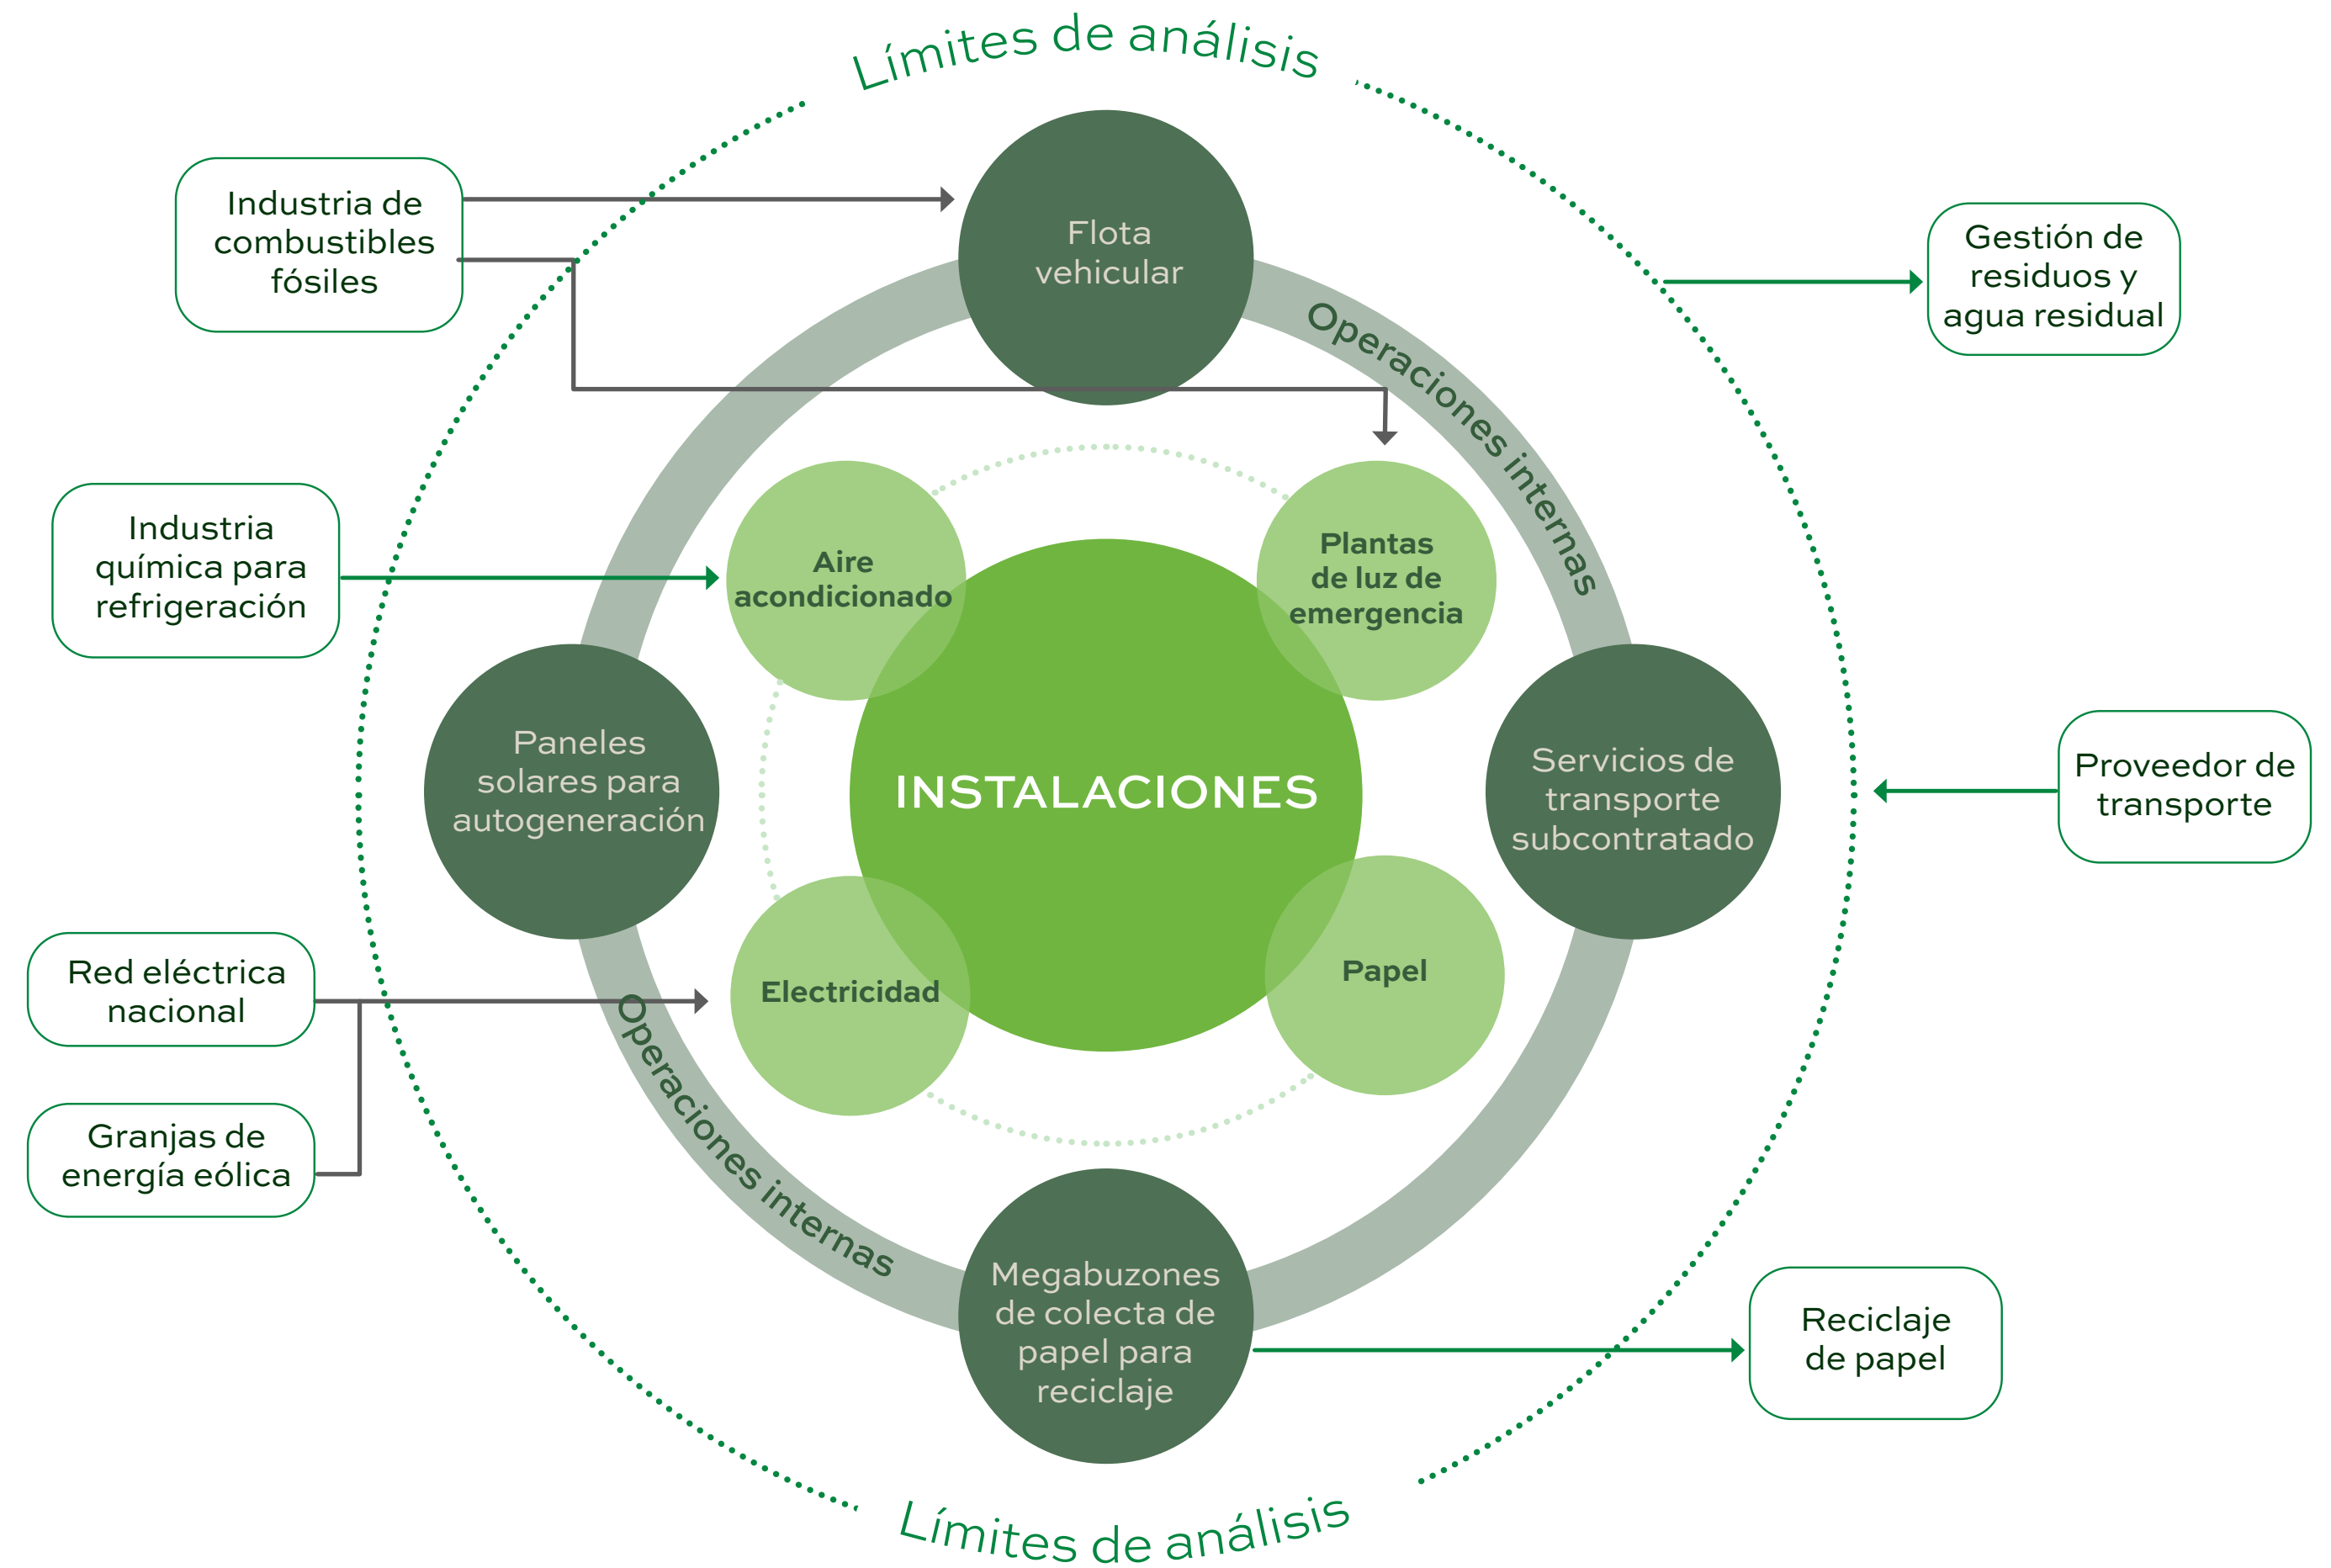 Límites de análisis
Industria de
combustibles
fósiles
Flota
vehicular
Gestión de
residuos y
agua residual
Operaciones internas
Industria
química para
refrigeración
Aire
acondicionado
Plantas
de luz de
emergencia
Paneles
solares para
autogeneración
INSTALACIONES
Servicios de
transporte
subcontratado
Proveedor de
transporte
Red eléctrica
nacional
Electricidad
Papel
Granjas de
energía eólica
Operaciones internas
Megabuzones
de colecta de
papel para
reciclaje
Reciclaje
de papel
Límites de análisis